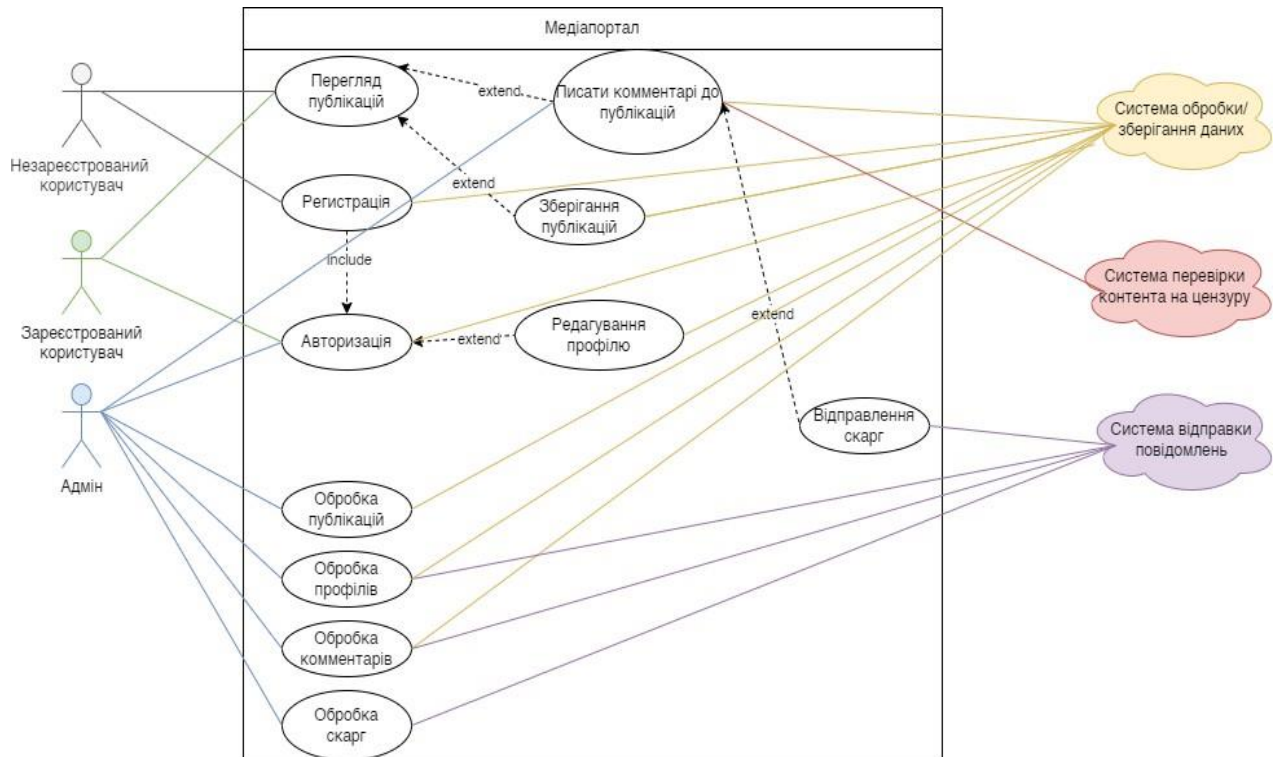 Медіапортал
Перегляд
публікацій
extend
Писати комментарі до
публікацій
Система обробки/
зберігання даних
Незареєстрований
користувач
Регистрація
extend
Зберігання
публікацій
include
Система перевірки
контента на цензуру
Зареєстрований
користувач
Авторизація
extend
Редагування
профілю
extend
Адмін
Відправлення
скарг
Система відправки
повідомлень
Обробка
публікацій
Обробка
профілів
Обробка
комментарів
Обробка
скарг